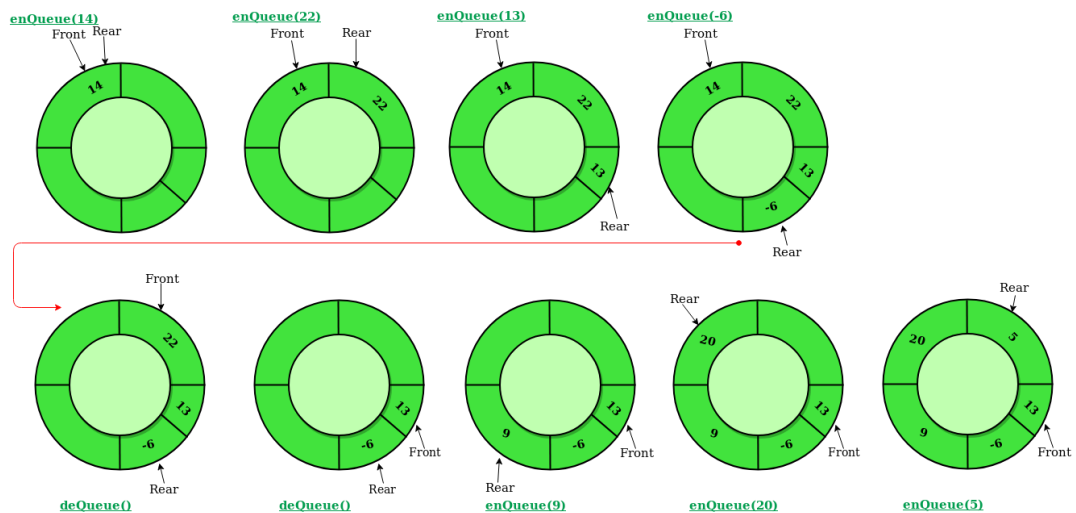 enQueue(14)
Front
Rear
14
enQueue(22)
Front
Rear
14
22
enQueue(13)
Front
14
22
13
Rear
enQueue(-6)
Front
14
22
13
-6
Rear
Front
22
13
-6
Rear
deQueue()
13
-6
Front
Rear
deQueue()
13
9
-6
Front
Rear
enQueue(9)
Rear
20
13
9
-6
Front
enQueue(20)
Rear
20
5
13
9
-6
Front
enQueue(5)